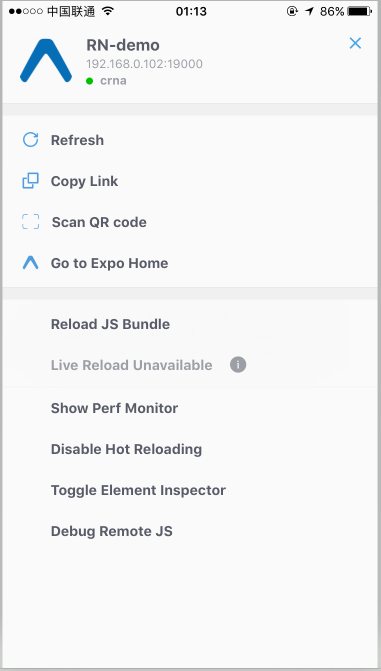 中国联通 01:13 86%
RN-demo
192.168.0.102:19000
crna
Refresh
Copy Link
Scan QR code
Go to Expo Home
Reload JS Bundle
Live Reload Unavailable i
Show Perf Monitor
Disable Hot Reloading
Toggle Element Inspector
Debug Remote JS